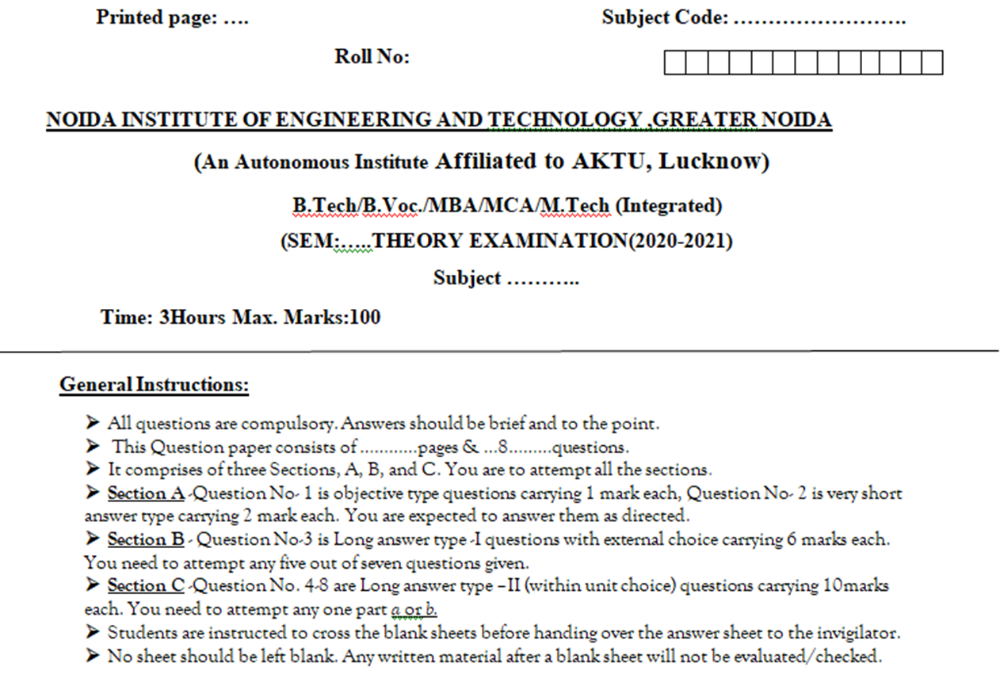 Printed page: .... Subject Code: ..........................
Roll No:
NOIDA INSTITUTE OF ENGINEERING AND TECHNOLOGY ,GREATER NOIDA
(An Autonomous Institute Affiliated to AKTU, Lucknow)
B.Tech/B.Voc./MBA/MCA/M.Tech (Integrated)
(SEM:.....THEORY EXAMINATION(2020-2021)
Subject ...........
Time: 3Hours Max. Marks:100
General Instructions:
➢ All questions are compulsory. Answers should be brief and to the point.
➢ This Question paper consists of ............pages & ...8.........questions.
➢ It comprises of three Sections, A, B, and C. You are to attempt all the sections.
➢ Section A -Question No- 1 is objective type questions carrying 1 mark each, Question No- 2 is very short
answer type carrying 2 mark each. You are expected to answer them as directed.
➢ Section B - Question No-3 is Long answer type -I questions with external choice carrying 6 marks each.
You need to attempt any five out of seven questions given.
➢ Section C -Question No. 4-8 are Long answer type –II (within unit choice) questions carrying 10marks
each. You need to attempt any one part a or b.
➢ Students are instructed to cross the blank sheets before handing over the answer sheet to the invigilator.
➢ No sheet should be left blank. Any written material after a blank sheet will not be evaluated/checked.